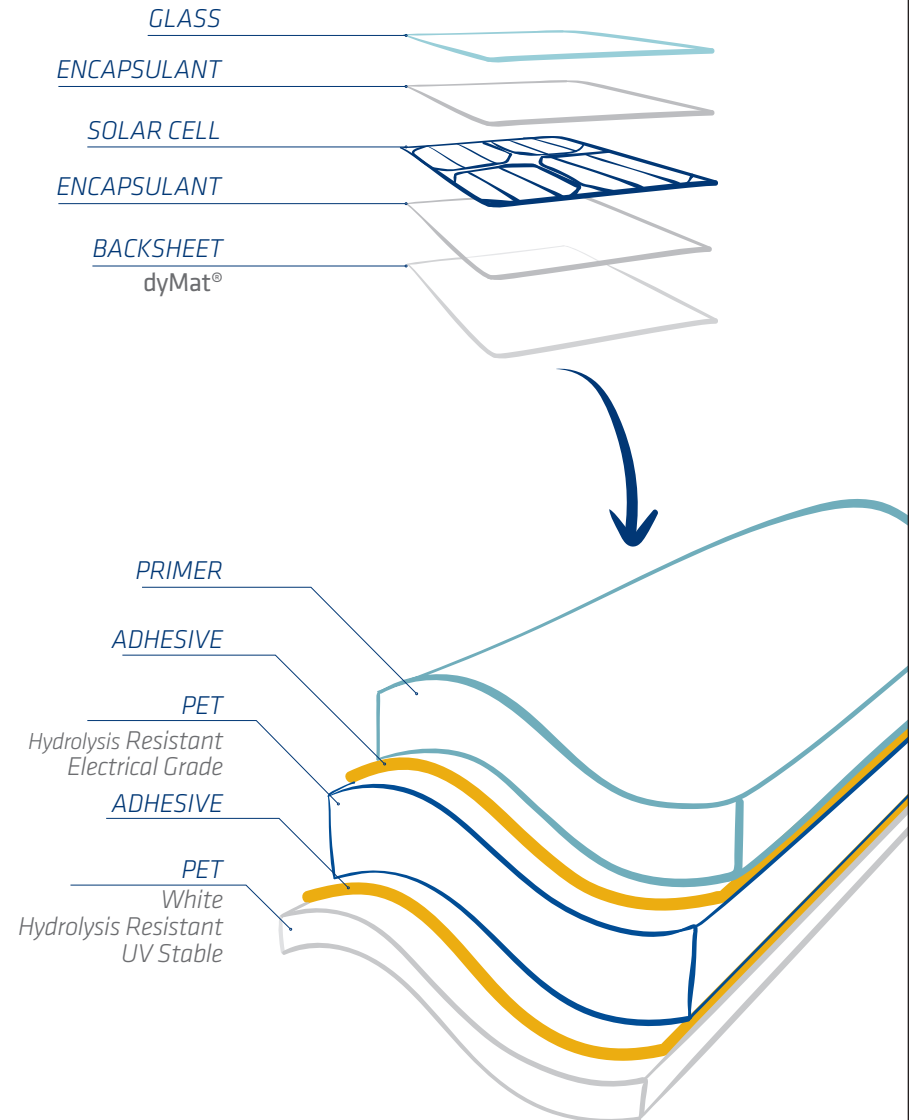 GLASS
ENCAPSULANT
SOLAR CELL
ENCAPSULANT
BACKSHEET
dyMat®
PRIMER
ADHESIVE
PET
Hydrolysis Resistant
Electrical Grade
ADHESIVE
PET
White
Hydrolysis Resistant
UV Stable